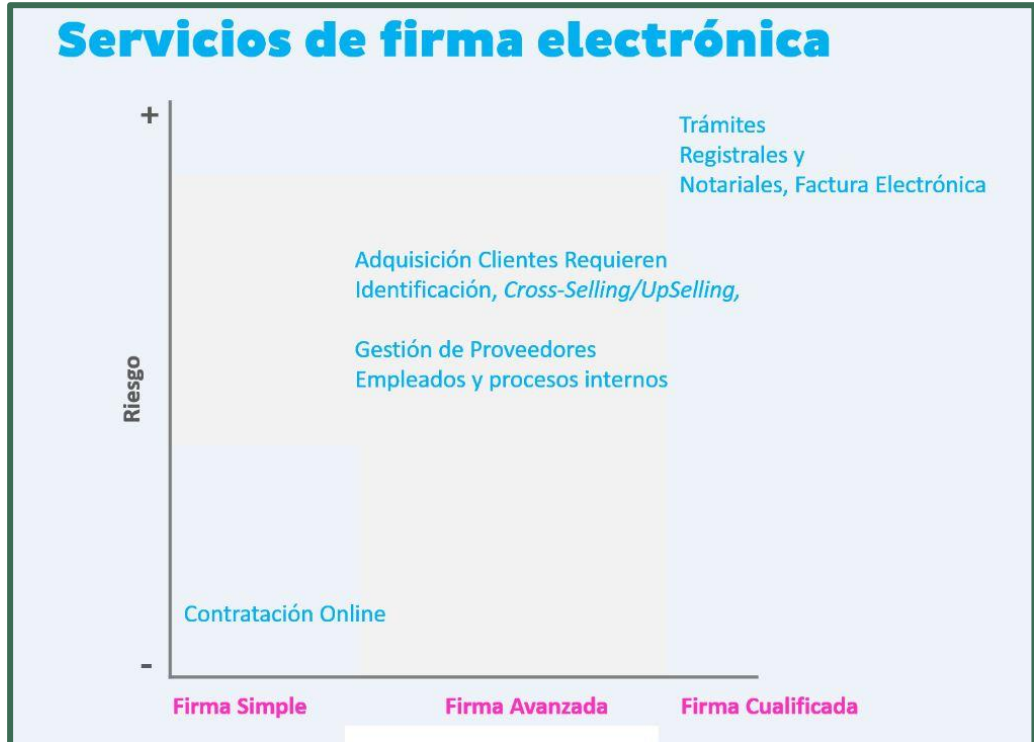 Servicios de firma electrónica
+
Trámites
Registrales y
Notariales, Factura Electrónica
Adquisición Clientes Requieren
Identificación, Cross-Selling/UpSelling,
Gestión de Proveedores
Empleados y procesos internos
Riesgo
Contratación Online
-
Firma Simple
Firma Avanzada
Firma Cualificada